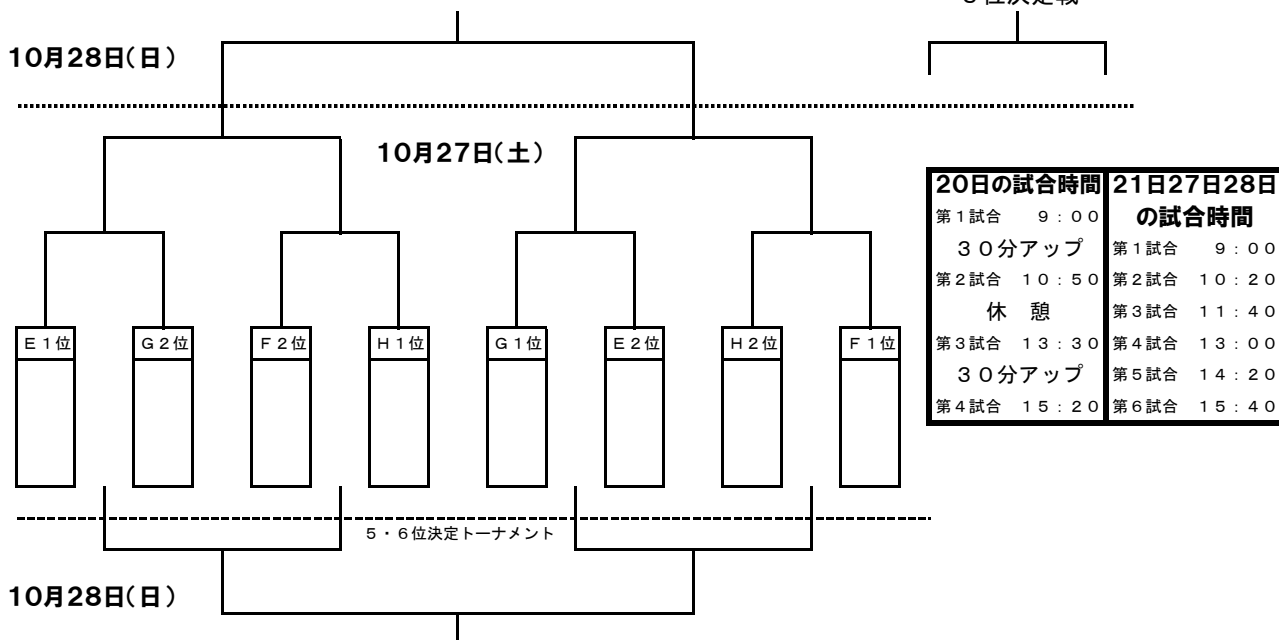 10月28日(日)
10月27日(土)
E1位 G2位 F2位 H1位 G1位 E2位 H2位 F1位
5・6位決定トーナメント
10月28日(日)
20日の試合時間
第1試合 9:00
30分アップ
第2試合 10:50
休 憩
第3試合 13:30
30分アップ
第4試合 15:20
21日27日28日
の試合時間
第1試合 9:00
第2試合 10:20
第3試合 11:40
第4試合 13:00
第5試合 14:20
第6試合 15:40